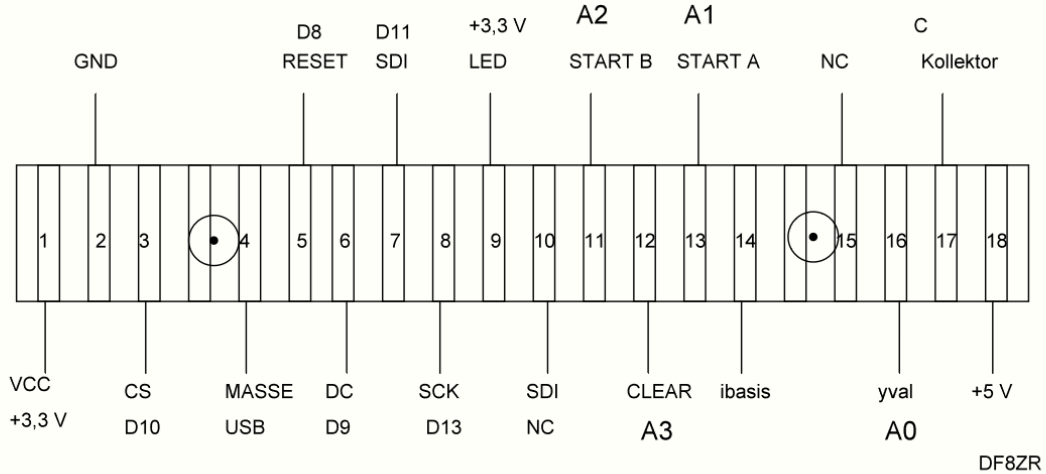 A2 A1
D8 D11 +3,3 V C
GND RESET SDI LED START B START A NC Kollektor
1 2 3 4 5 6 7 8 9 10 11 12 13 14 15 16 17 18
VCC CS MASSE DC SCK SDI CLEAR ibasis yval +5 V
+3,3 V D10 USB D9 D13 NC A3 A0
DF8ZR